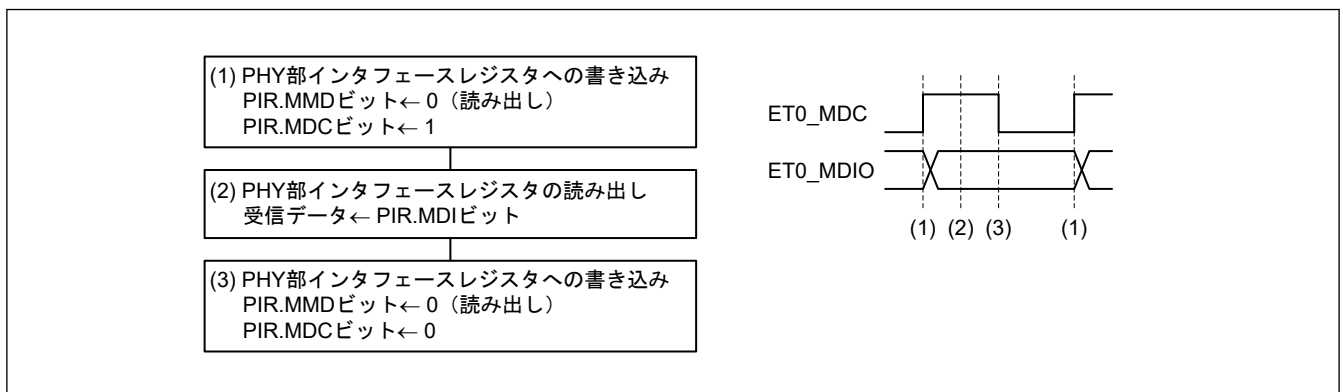 (1) PHY部インタフェースレジスタへの書き込み
PIR.MMDビット← 0（読み出し）
PIR.MDCビット← 1
(2) PHY部インタフェースレジスタの読み出し
受信データ← PIR.MDIビット
(3) PHY部インタフェースレジスタへの書き込み
PIR.MMDビット← 0（読み出し）
PIR.MDCビット← 0
ET0_MDC
ET0_MDIO
(1) (2) (3) (1)